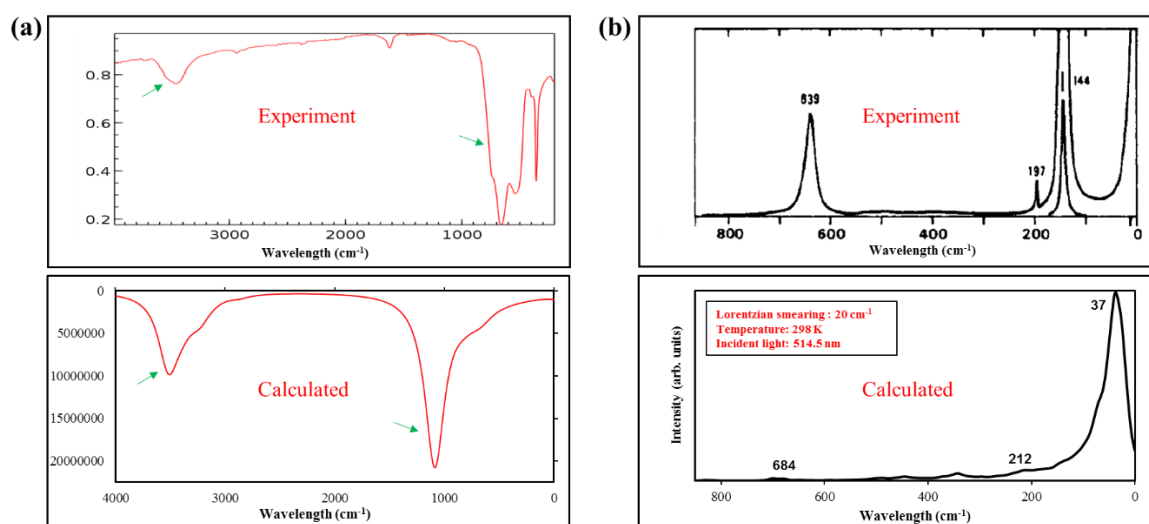 (a)
0.8
0.6
0.4
0.2
Experiment
3000 2000 1000
Wavelength (cm-1)
0
5000000
10000000
15000000
20000000
Calculated
4000 3000 2000 1000 0
Wavelength (cm-1)
(b)
639
197
144
Experiment
800 600 400 200 0
Wavelength (cm-1)
Lorentzian smearing : 20 cm-1
Temperature: 298 K
Incident light: 514.5 nm
37
Intensity (arb. units)
Calculated
684
212
800 600 400 200 0
Wavelength (cm-1)